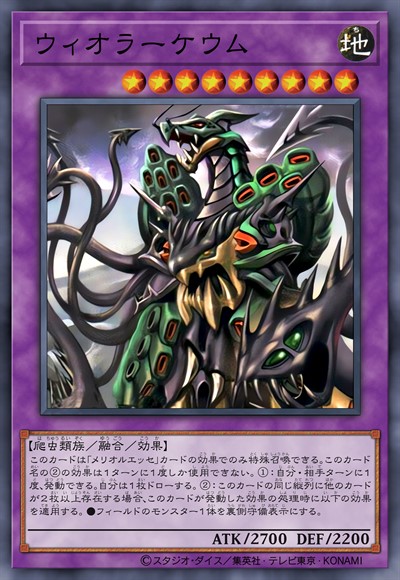 ウィオラーケウム
地
【爬虫類族／融合／効果】
このカードは「メリオルエッセ」カードの効果でのみ特殊召喚できる。このカード
名の②の効果は１ターンに１度しか使用できない。①：自分・相手ターンに１
度、発動できる。自分は１枚ドローする。②：このカードの同じ縦列に他のカード
が２枚以上存在する場合、このカードが発動した効果の処理時に以下の効果
を適用する。●フィールドのモンスター１体を裏側守備表示にする。
ATK/2700 DEF/2200
©スタジオ・ダイス／集英社・テレビ東京・KONAMI